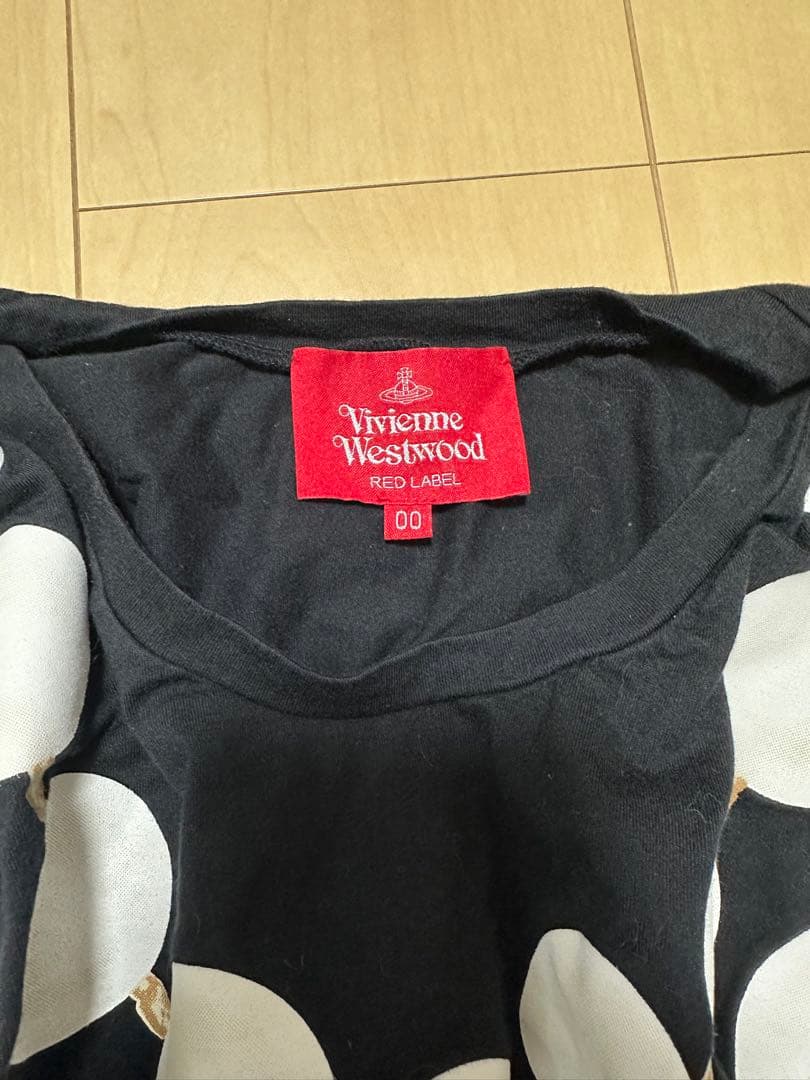 Vivienne
Westwood
RED LABEL
00